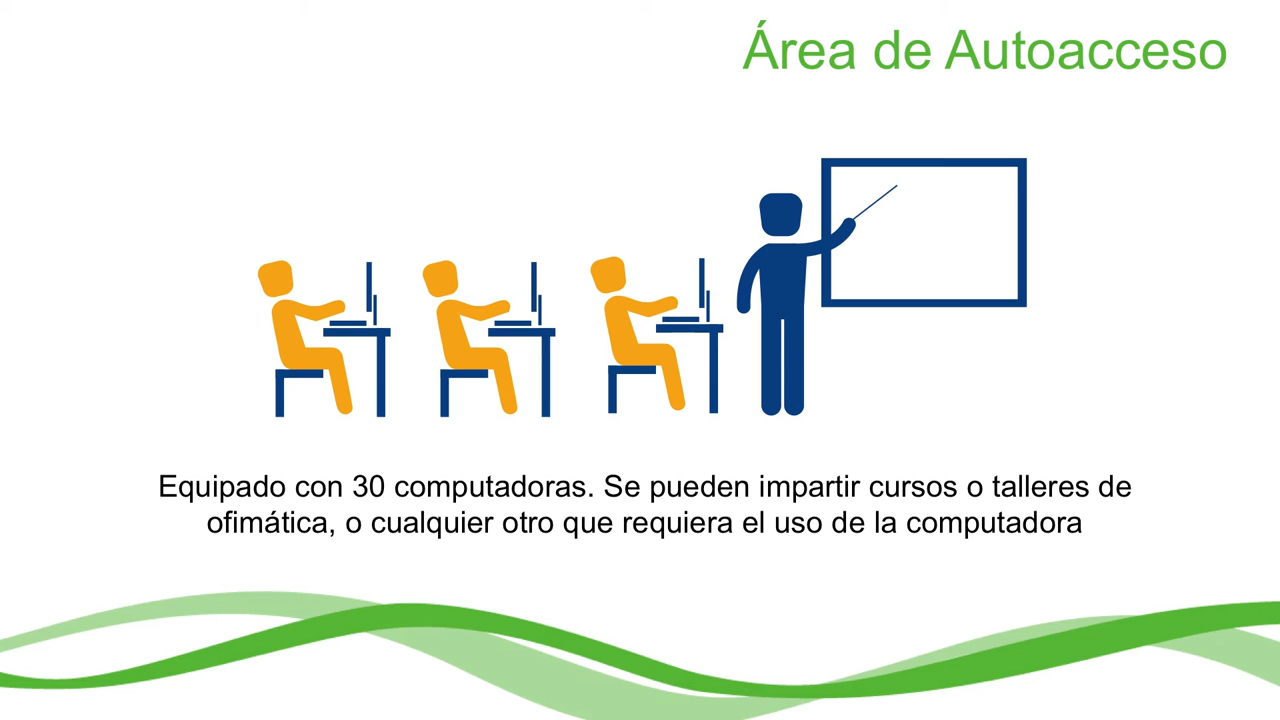 Área de Autoacceso
Equipado con 30 computadoras. Se pueden impartir cursos o talleres de
ofimática, o cualquier otro que requiera el uso de la computadora